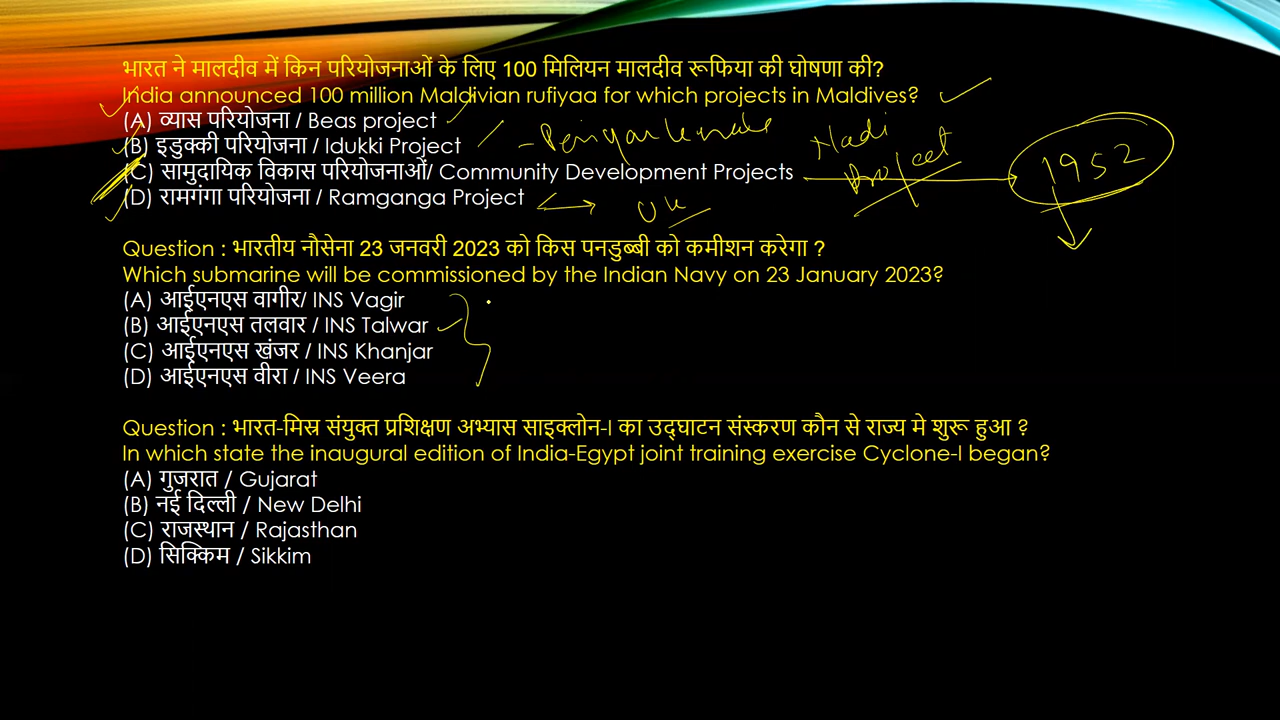 भारत ने मालदीव में किन परियोजनाओं के लिए 100 मिलियन मालदीव रूफिया की घोषणा की?
India announced 100 million Maldivian rufiyaa for which projects in Maldives?
(A) व्यास परियोजना / Beas project
(B) इडुक्की परियोजना / Idukki Project - Periyar Kerala
(C) सामुदायिक विकास परियोजनाओं/ Community Development Projects 1952
Nadi Project
(D) रामगंगा परियोजना / Ramganga Project UK
Question : भारतीय नौसेना 23 जनवरी 2023 को किस पनडुब्बी को कमीशन करेगा ?
Which submarine will be commissioned by the Indian Navy on 23 January 2023?
(A) आईएनएस वागीर/ INS Vagir
(B) आईएनएस तलवार / INS Talwar
(C) आईएनएस खंजर / INS Khanjar
(D) आईएनएस वीरा / INS Veera
Question : भारत-मिस्र संयुक्त प्रशिक्षण अभ्यास साइक्लोन-I का उद्घाटन संस्करण कौन से राज्य मे शुरू हुआ ?
In which state the inaugural edition of India-Egypt joint training exercise Cyclone-I began?
(A) गुजरात / Gujarat
(B) नई दिल्ली / New Delhi
(C) राजस्थान / Rajasthan
(D) सिक्किम / Sikkim